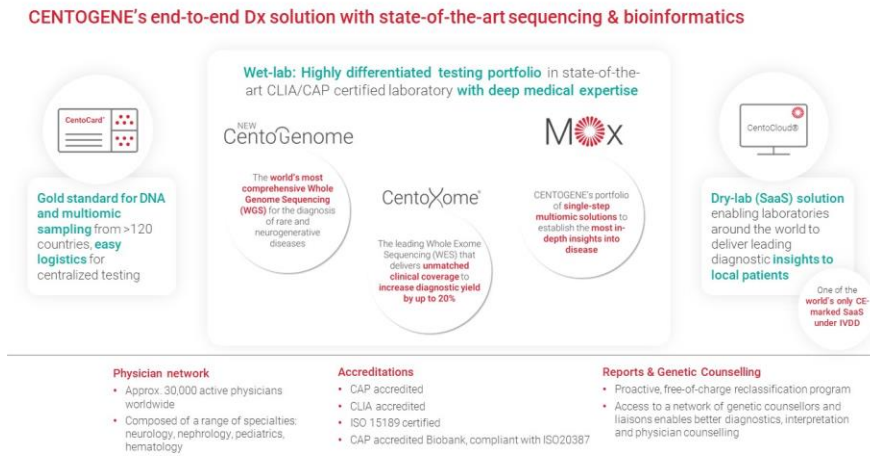 CENTOGENE's end-to-end Dx solution with state-of-the-art sequencing & bioinformatics
CentoCard®
Gold standard for DNA
and multiomic
sampling from >120
countries, easy
logistics for
centralized testing
Wet-lab: Highly differentiated testing portfolio in state-of-the-
art CLIA/CAP certified laboratory with deep medical expertise
NEW
CentoGenome
The world's most
comprehensive Whole
Genome Sequencing
(WGS) for the diagnosis
of rare and
neurogenerative
diseases
CentoXome®
The leading Whole Exome
Sequencing (WES) that
delivers unmatched
clinical coverage to
increase diagnostic yield
by up to 20%
MOx
CENTOGENE's portfolio
of single-step
multiomic solutions to
establish the most in-
depth insights into
disease
CentoCloud®
Dry-lab (SaaS) solution
enabling laboratories
around the world to
deliver leading
diagnostic insights to
local patients
One of the
world's only CE-
marked SaaS
under IVDD
Physician network
• Approx. 30,000 active physicians
worldwide
• Composed of a range of specialties:
neurology, nephrology, pediatrics,
hematology
Accreditations
• CAP accredited
• CLIA accredited
• ISO 15189 certified
• CAP accredited Biobank, compliant with ISO20387
Reports & Genetic Counselling
• Proactive, free-of-charge reclassification program
• Access to a network of genetic counsellors and
liaisons enables better diagnostics, interpretation
and physician counselling